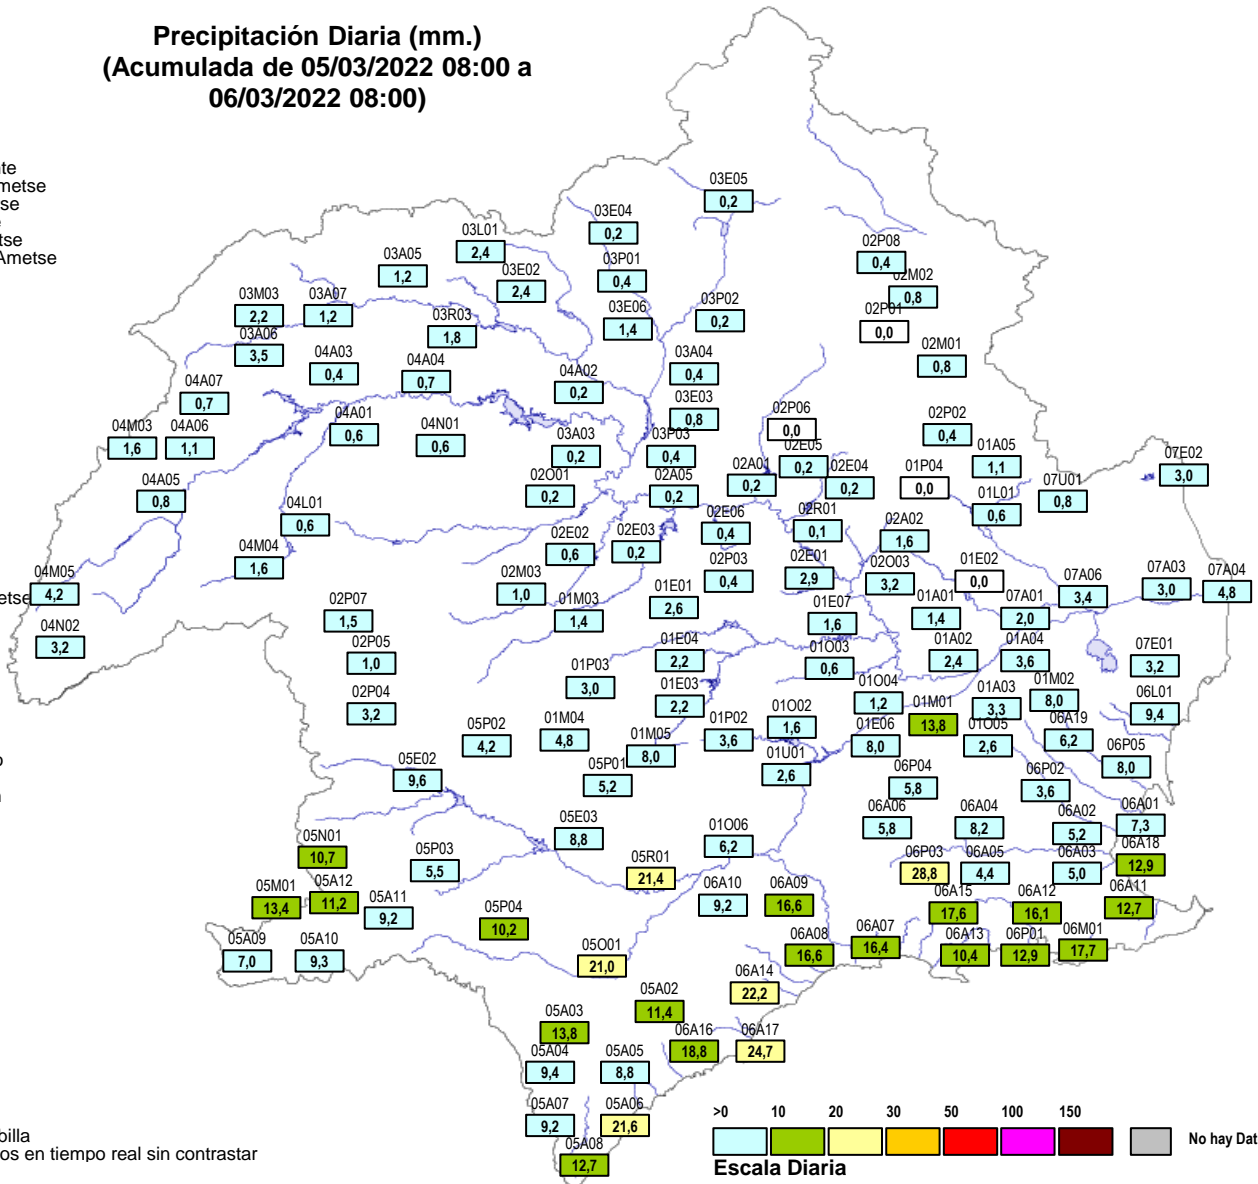 Precipitación Diaria (mm.)
(Acumulada de 05/03/2022 08:00 a
06/03/2022 08:00)
03E05
0,2
03E04
0,2
03L01
2,4
02P08
0,4
03A05
1,2
03P01
0,4
03E02
2,4
02M02
0,8
03M03
2,2
03A07
1,2
03P02
0,2
03E06
1,4
02P01
0,0
03R03
1,8
03A06
3,5
02M01
0,8
04A03
0,4
03A04
0,4
04A04
0,7
04A02
0,2
04A07
0,7
03E03
0,8
04A01
0,6
02P06
0,0
02P02
0,4
04M03
1,6
04A06
1,1
04N01
0,6
03A03
0,2
03P03
0,4
02E05
0,2
01A05
1,1
07E02
3,0
02A01
0,2
02E04
0,2
01P04
0,0
04A05
0,8
02O01
0,2
02A05
0,2
07U01
0,8
01L01
0,6
04L01
0,6
02E06
0,4
02R01
0,1
02A02
1,6
02E02
0,6
02E03
0,2
04M04
1,6
02P03
0,4
02E01
2,9
02O03
3,2
01E02
0,0
04M05
4,2
02M03
1,0
07A06
3,4
07A03
3,0
07A04
4,8
01E01
2,6
02P07
1,5
01M03
1,4
01E07
1,6
01A01
1,4
07A01
2,0
04N02
3,2
02P05
1,0
01E04
2,2
01O03
0,6
01A02
2,4
01A04
3,6
07E01
3,2
01P03
3,0
01E03
2,2
01O04
1,2
01A03
3,3
01M02
8,0
02P04
3,2
01M01
13,8
06L01
9,4
05P02
4,2
01M04
4,8
01P02
3,6
01O02
1,6
01E06
8,0
01O05
2,6
06A19
6,2
01M05
8,0
06P05
8,0
05E02
9,6
05P01
5,2
01U01
2,6
06P04
5,8
06P02
3,6
05E03
8,8
06A06
5,8
06A04
8,2
06A02
5,2
06A01
7,3
05N01
10,7
01O06
6,2
05P03
5,5
05R01
21,4
06P03
28,8
06A05
4,4
06A03
5,0
06A18
12,9
05M01
13,4
05A12
11,2
05A11
9,2
06A10
9,2
06A09
16,6
06A15
17,6
06A12
16,1
06A11
12,7
05P04
10,2
05A09
7,0
05A10
9,3
05O01
21,0
06A08
16,6
06A07
16,4
06A13
10,4
06P01
12,9
06M01
17,7
06A14
22,2
05A02
11,4
05A03
13,8
06A16
18,8
06A17
24,7
05A04
9,4
05A05
8,8
05A07
9,2
05A06
21,6
05A08
12,7
nte
metse
tse
e
tse
Ametse
etse
o
n
billa
os en tiempo real sin contrastar
>0 10 20 30 50 100 150
No hay Dat
Escala Diaria